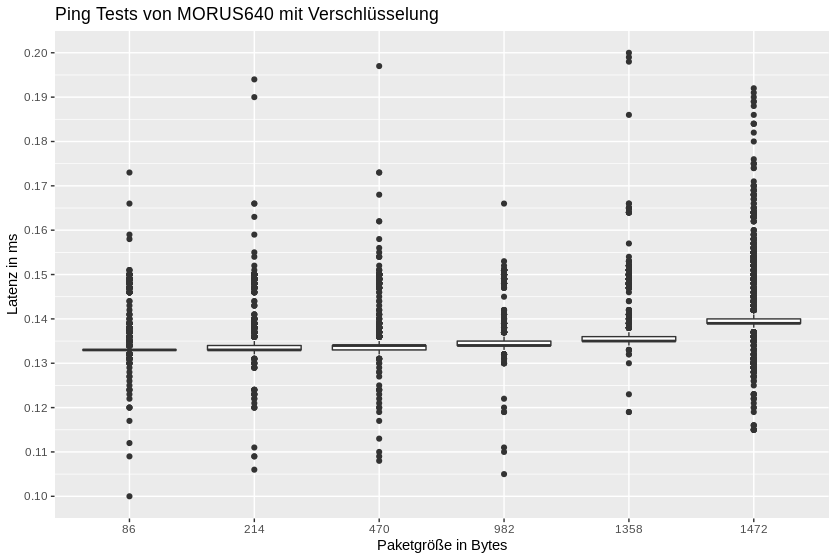 Ping Tests von MORUS640 mit Verschlüsselung
Latenz in ms
0.20
0.19
0.18
0.17
0.16
0.15
0.14
0.13
0.12
0.11
0.10
86 214 470 982 1358 1472
Paketgröße in Bytes